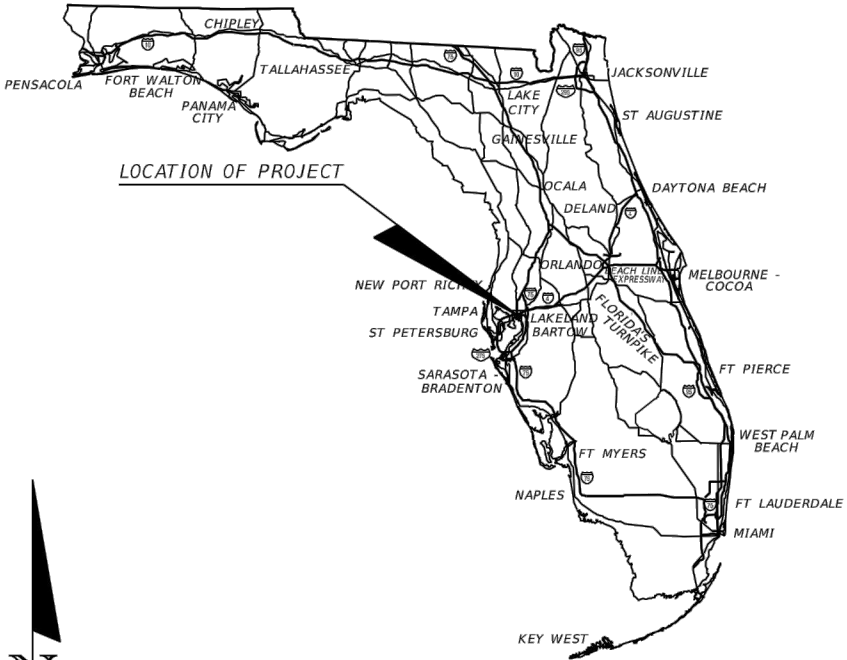 CHIPLEY
PENSACOLA
FORT WALTON
BEACH
PANAMA
CITY
TALLAHASSEE
LAKE
CITY
JACKSONVILLE
ST AUGUSTINE
GAINESVILLE
LOCATION OF PROJECT
OCALA
DELAND
DAYTONA BEACH
ORLANDO
BEACH LINE
EXPRESSWAY
MELBOURNE -
COCOA
NEW PORT RICHEY
TAMPA
ST PETERSBURG
LAKELAND
BARTOW
FLORIDA'S
TURNPIKE
SARASOTA -
BRADENTON
FT PIERCE
WEST PALM
BEACH
FT MYERS
NAPLES
FT LAUDERDALE
MIAMI
KEY WEST
N